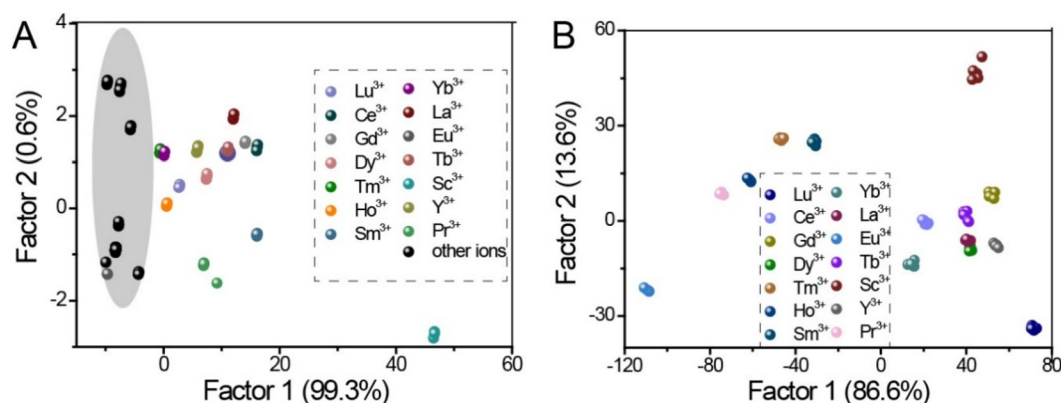 A
4
2
0
-2
0
20
40
60
Factor 2 (0.6%)
Factor 1 (99.3%)
Lu³⁺
Ce³⁺
Gd³⁺
Dy³⁺
Tm³⁺
Ho³⁺
Sm³⁺
Yb³⁺
La³⁺
Eu³⁺
Tb³⁺
Sc³⁺
Y³⁺
Pr³⁺
other ions
B
60
30
0
-30
-120
-80
-40
0
40
80
Factor 2 (13.6%)
Factor 1 (86.6%)
Lu³⁺
Ce³⁺
Gd³⁺
Dy³⁺
Tm³⁺
Ho³⁺
Sm³⁺
Yb³⁺
La³⁺
Eu³⁺
Tb³⁺
Sc³⁺
Y³⁺
Pr³⁺